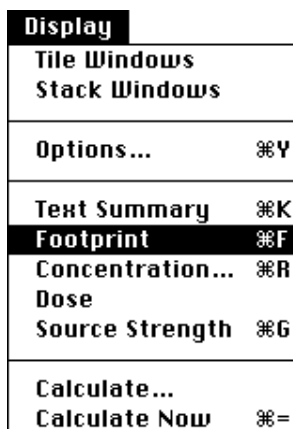 Display
Tile Windows
Stack Windows
Options... ⌘Y
Text Summary ⌘K
Footprint ⌘F
Concentration... ⌘R
Dose
Source Strength ⌘G
Calculate...
Calculate Now ⌘=